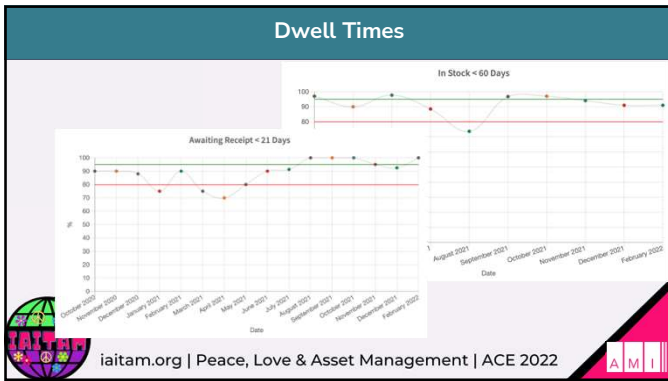 Dwell Times
In Stock < 60 Days
100
90
80
August 2021
September 2021
October 2021
November 2021
December 2021
February 2022
Date
Awaiting Receipt < 21 Days
100
90
80
70
60
50
40
30
20
10
0
%
October 2020
November 2020
December 2020
January 2021
February 2021
March 2021
April 2021
May 2021
June 2021
July 2021
August 2021
September 2021
October 2021
November 2021
December 2021
February 2022
Date
IAITAM
iaitam.org | Peace, Love & Asset Management | ACE 2022
AMI